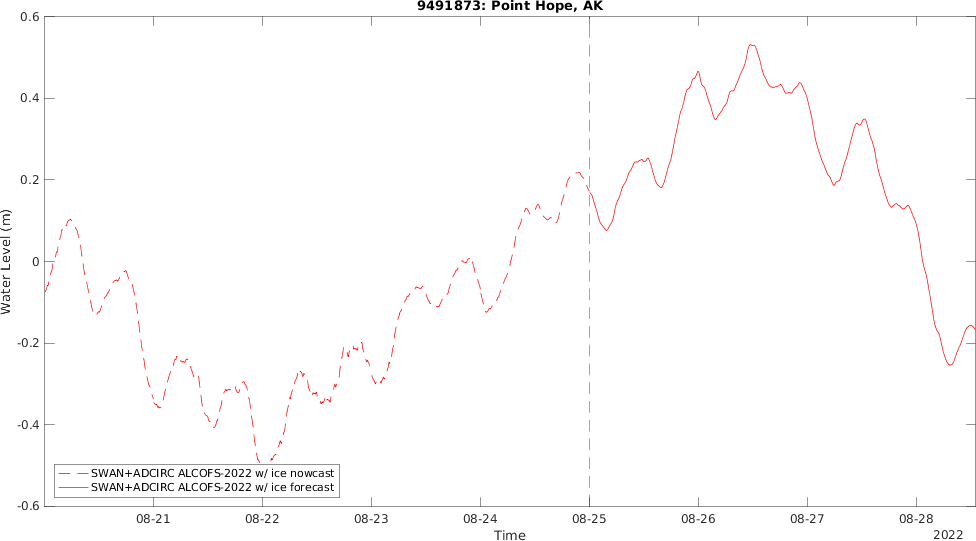 9491873: Point Hope, AK
0.6
0.4
0.2
0
-0.2
-0.4
-0.6
Water Level (m)
SWAN+ADCIRC ALCOFS-2022 w/ ice nowcast
SWAN+ADCIRC ALCOFS-2022 w/ ice forecast
08-21 08-22 08-23 08-24 08-25 08-26 08-27 08-28
Time
2022